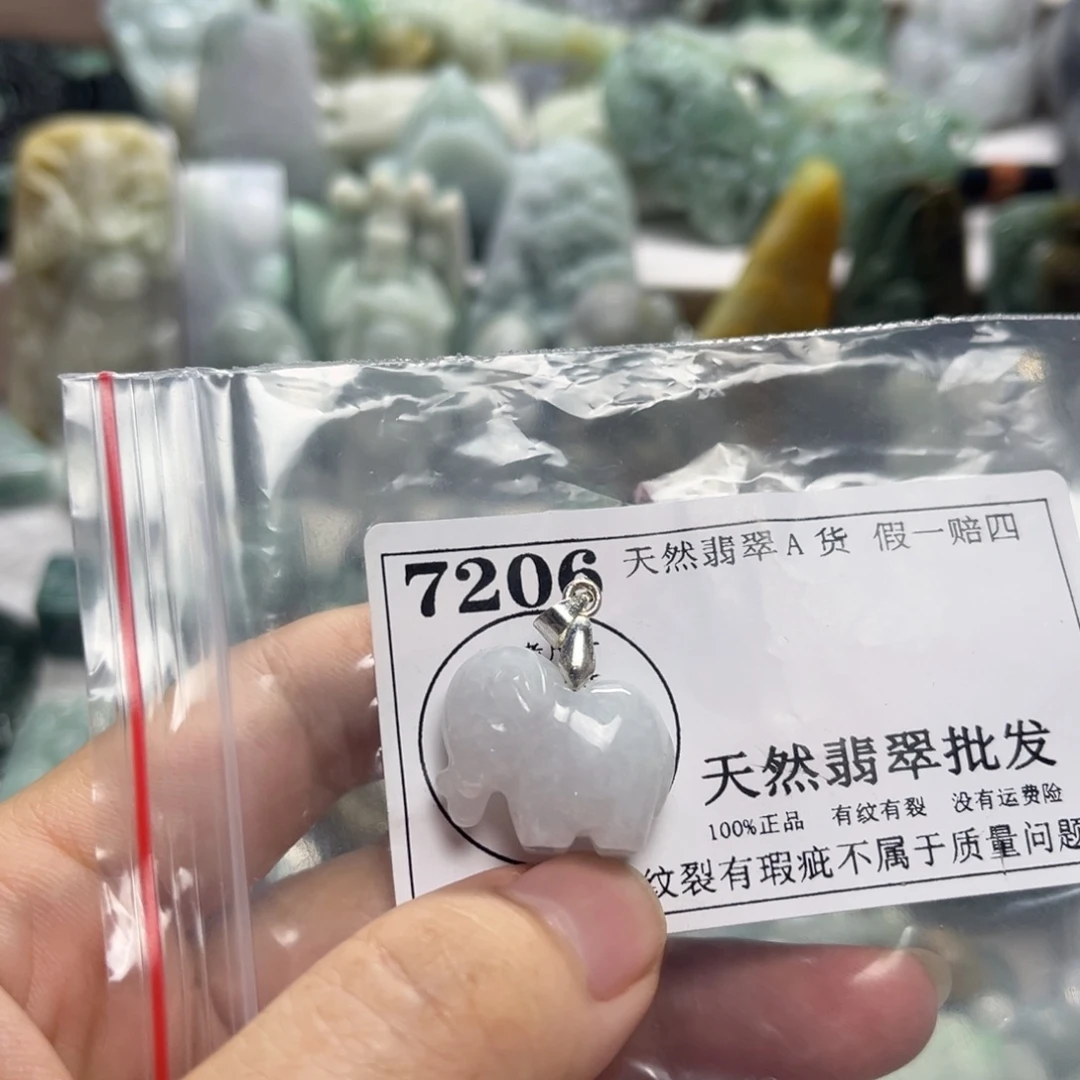 7206 天然翡翠A货 假一赔四
天然翡翠批发
100%正品 有纹有裂 没有运费险
纹裂有瑕疵不属于质量问题